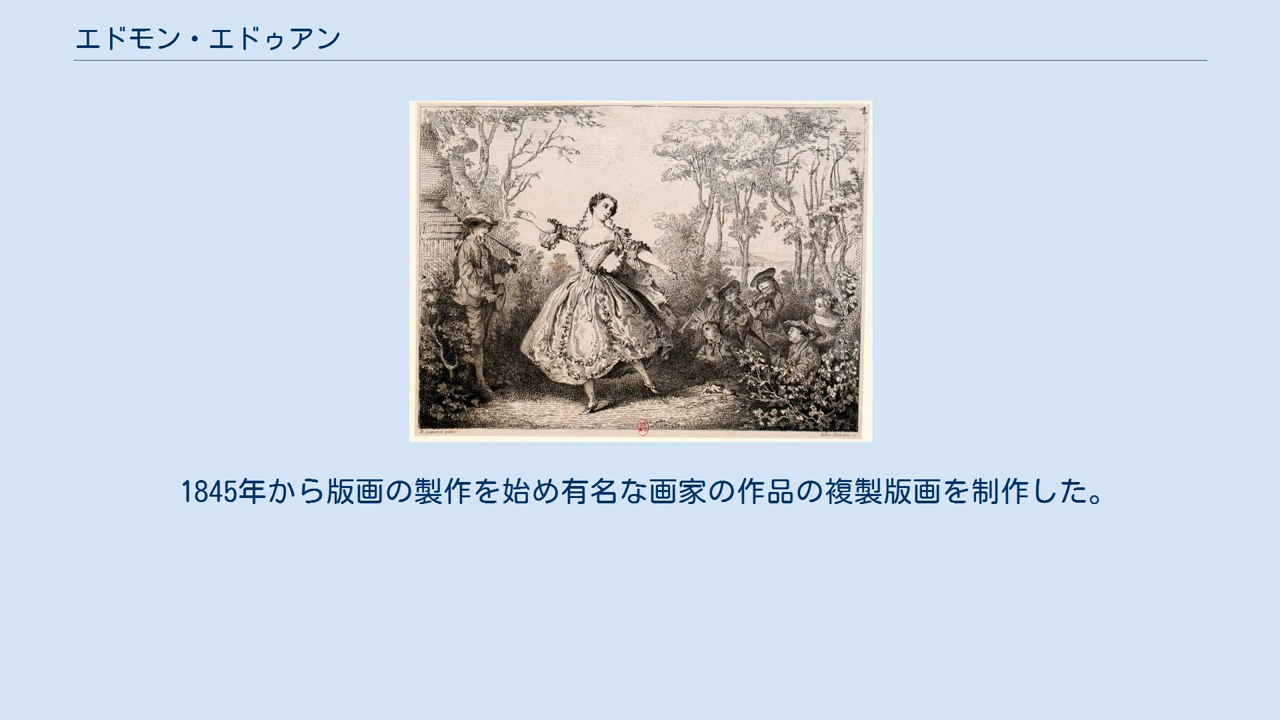 エドモン・エドゥアン
1845年から版画の製作を始め有名な画家の作品の複製版画を制作した。